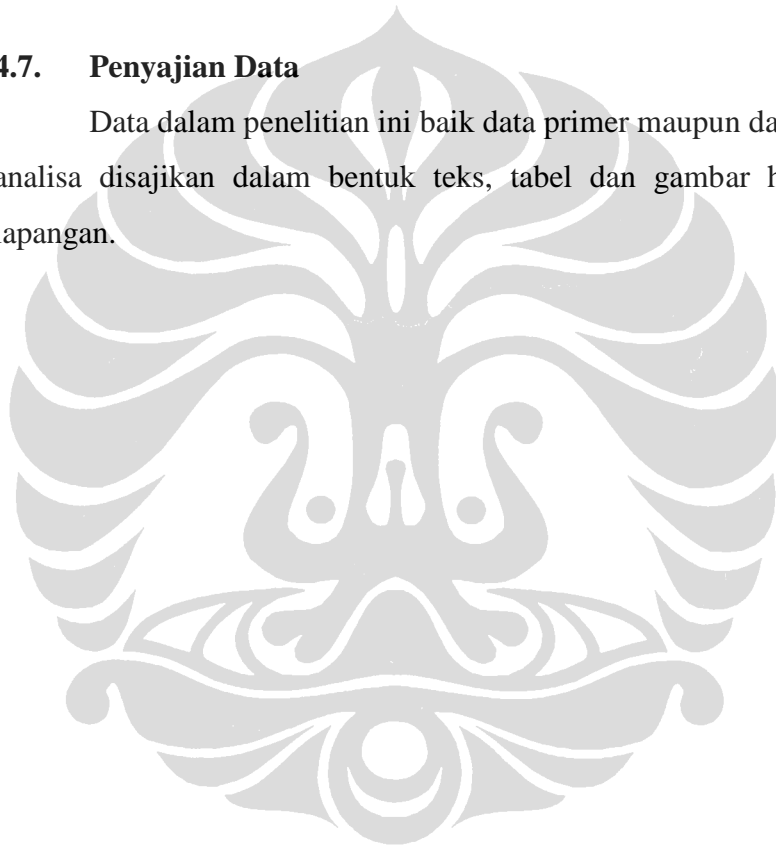 4.7. Penyajian Data
Data dalam penelitian ini baik data primer maupun da
analisa disajikan dalam bentuk teks, tabel dan gambar h
lapangan.